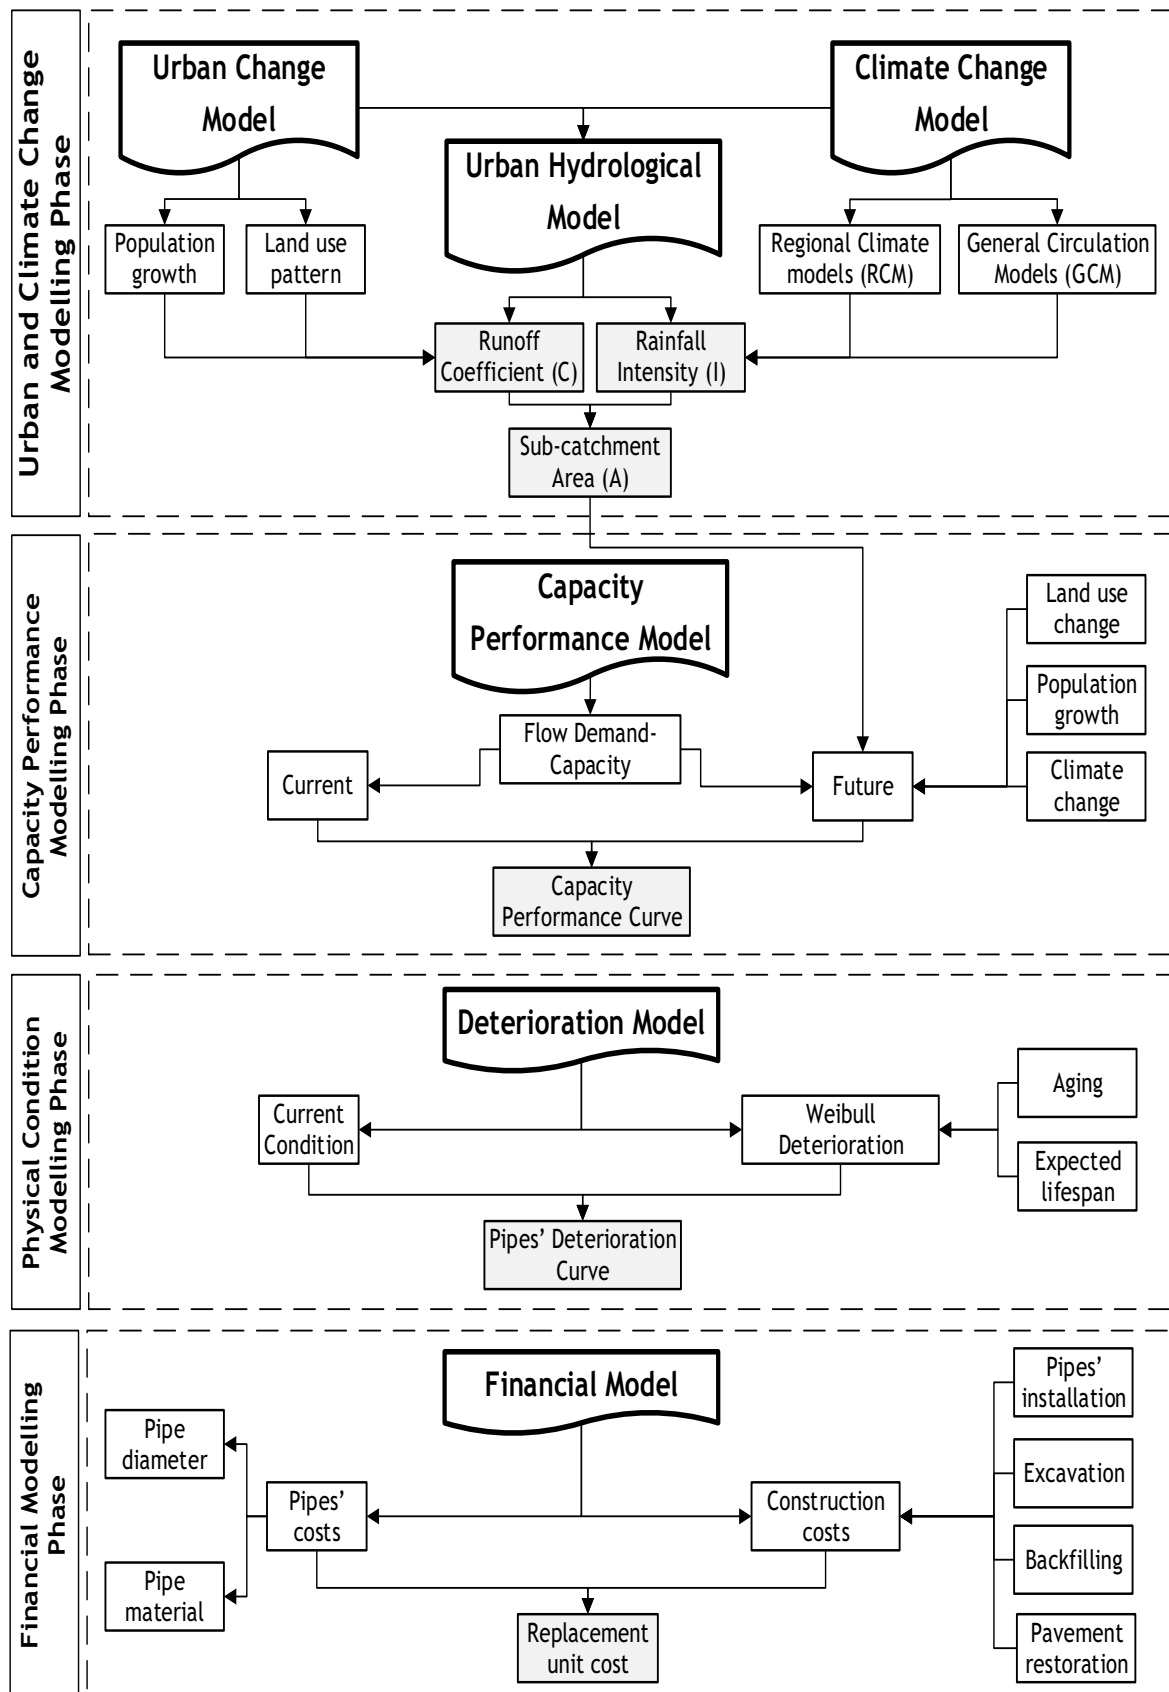 Urban and Climate Change
Modelling Phase
Urban Change
Model
Climate Change
Model
Urban Hydrological
Model
Population
growth
Land use
pattern
Regional Climate
models (RCM)
General Circulation
Models (GCM)
Runoff
Coefficient (C)
Rainfall
Intensity (I)
Sub-catchment
Area (A)
Capacity Performance
Modelling Phase
Capacity
Performance Model
Land use
change
Population
growth
Climate
change
Flow Demand-
Capacity
Current
Future
Capacity
Performance Curve
Physical Condition
Modelling Phase
Deterioration Model
Current
Condition
Weibull
Deterioration
Aging
Expected
lifespan
Pipes’ Deterioration
Curve
Financial Modelling
Phase
Financial Model
Pipe
diameter
Pipe
material
Pipes’
costs
Construction
costs
Pipes’
installation
Excavation
Backfilling
Pavement
restoration
Replacement
unit cost